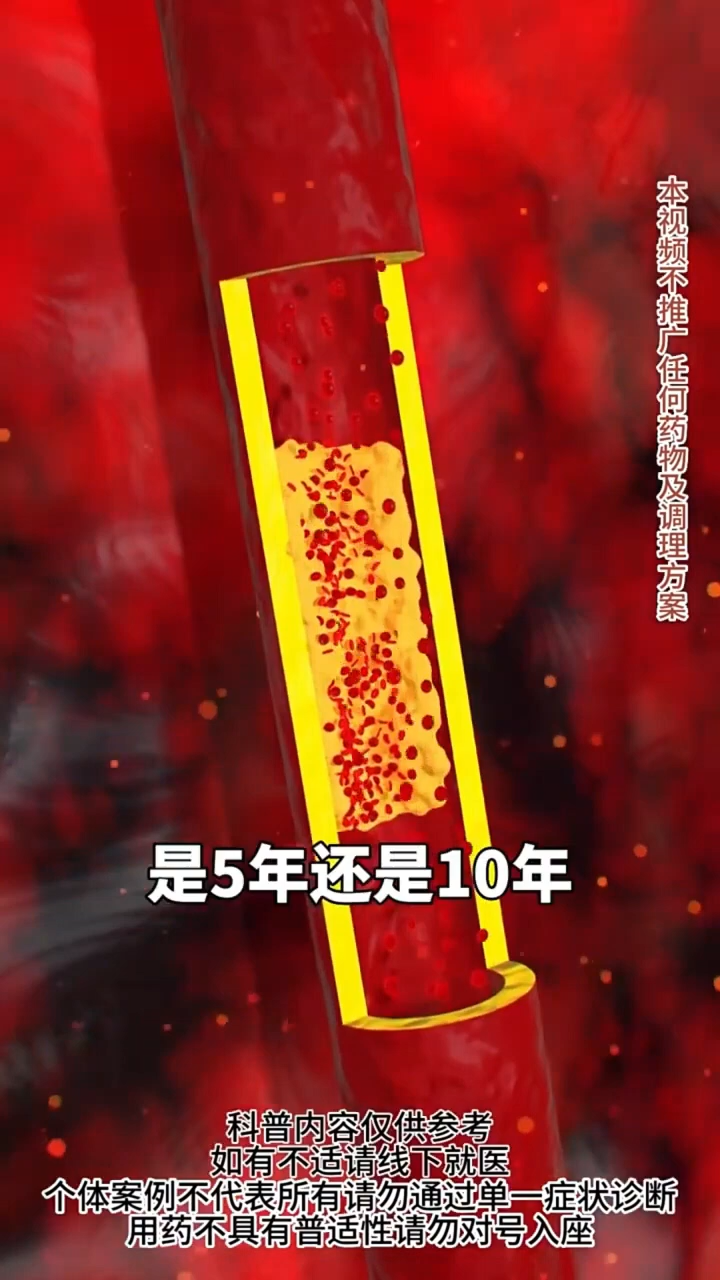 本视频不推广任何药物及调理方案
是5年还是10年
科普内容仅供参考
如有不适请线下就医
个体案例不代表所有请勿通过单一症状诊断
用药不具有普适性请勿对号入座